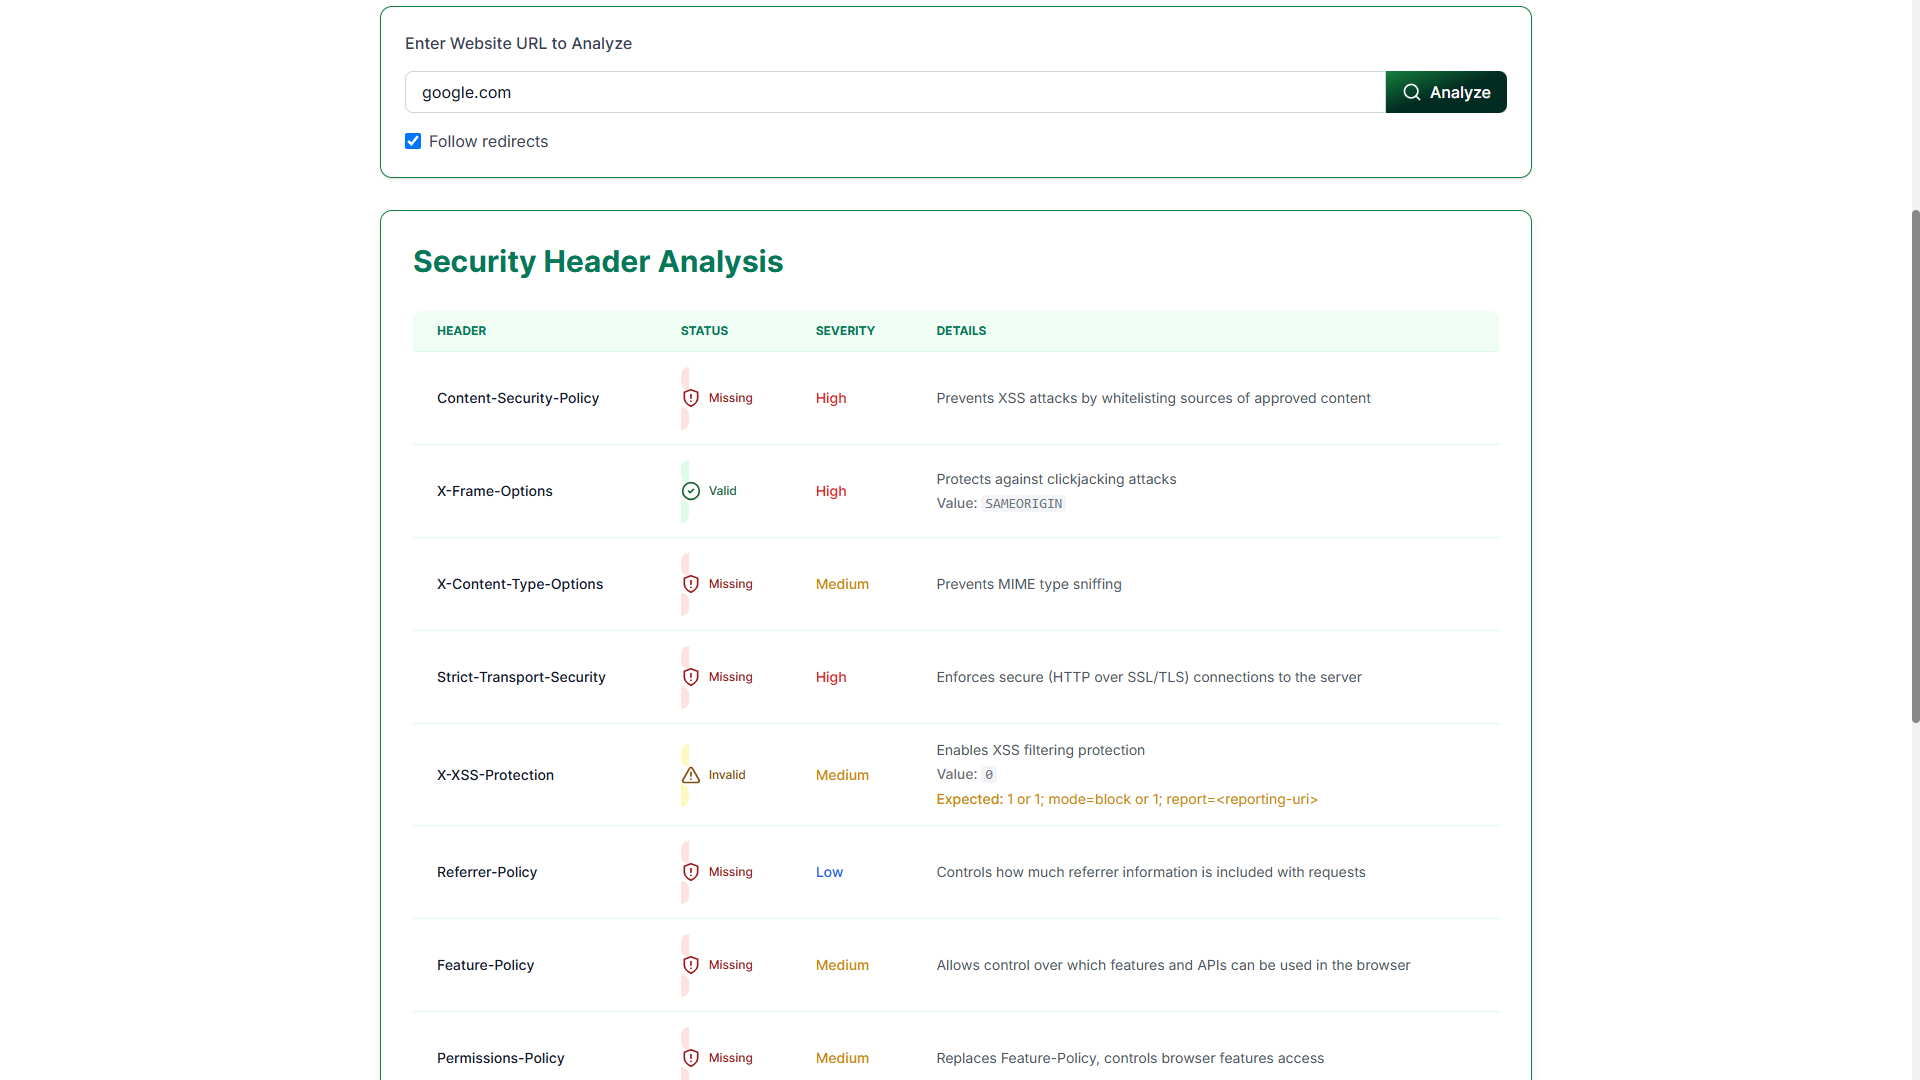 Enter Website URL to Analyze
google.com
Analyze
Follow redirects
Security Header Analysis
HEADER STATUS SEVERITY DETAILS
Content-Security-Policy Missing High Prevents XSS attacks by whitelisting sources of approved content
X-Frame-Options Valid High Protects against clickjacking attacks
Value: SAMEORIGIN
X-Content-Type-Options Missing Medium Prevents MIME type sniffing
Strict-Transport-Security Missing High Enforces secure (HTTP over SSL/TLS) connections to the server
X-XSS-Protection Invalid Medium Enables XSS filtering protection
Value: 0
Expected: 1 or 1; mode=block or 1; report=<reporting-uri>
Referrer-Policy Missing Low Controls how much referrer information is included with requests
Feature-Policy Missing Medium Allows control over which features and APIs can be used in the browser
Permissions-Policy Missing Medium Replaces Feature-Policy, controls browser features access